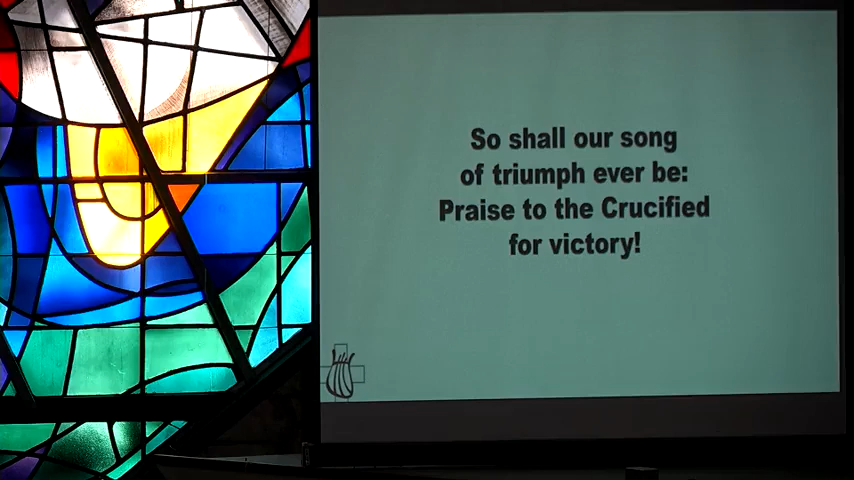 So shall our song
of triumph ever be:
Praise to the Crucified
for victory!